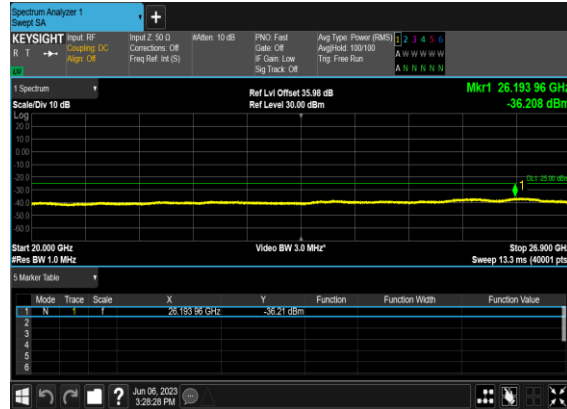 Spectrum Analyzer 1
Swept SA
+
KEYSIGHT Input: RF Input Z: 50 Ω #Atten: 10 dB PNO: Fast Avg Type: Power (RMS) 1 2 3 4 5 6
R T Coupling: DC Corrections: Off Gate: Off Avg|Hold: 100/100 A W W W W W
Align: Off Freq Ref: Int (S) IF Gain: Low Trig: Free Run
Sig Track: Off A N N N N N
1 Spectrum Ref Lvl Offset 35.98 dB Mkr1 26.193 96 GHz
Scale/Div 10 dB Ref Level 30.00 dBm -36.208 dBm
Log
20.0
10.0
0.00
-10.0
-20.0
DL1 -25.00 dBm
-30.0 1
-40.0
-50.0
-60.0
Start 20.000 GHz Video BW 3.0 MHz* Stop 26.900 GHz
#Res BW 1.0 MHz Sweep 13.3 ms (40001 pts)
5 Marker Table
Mode Trace Scale X Y Function Function Width Function Value
1 N 1 f 26.193 96 GHz -36.21 dBm
2
3
4
5
6
? Jun 06, 2023
3:28:28 PM